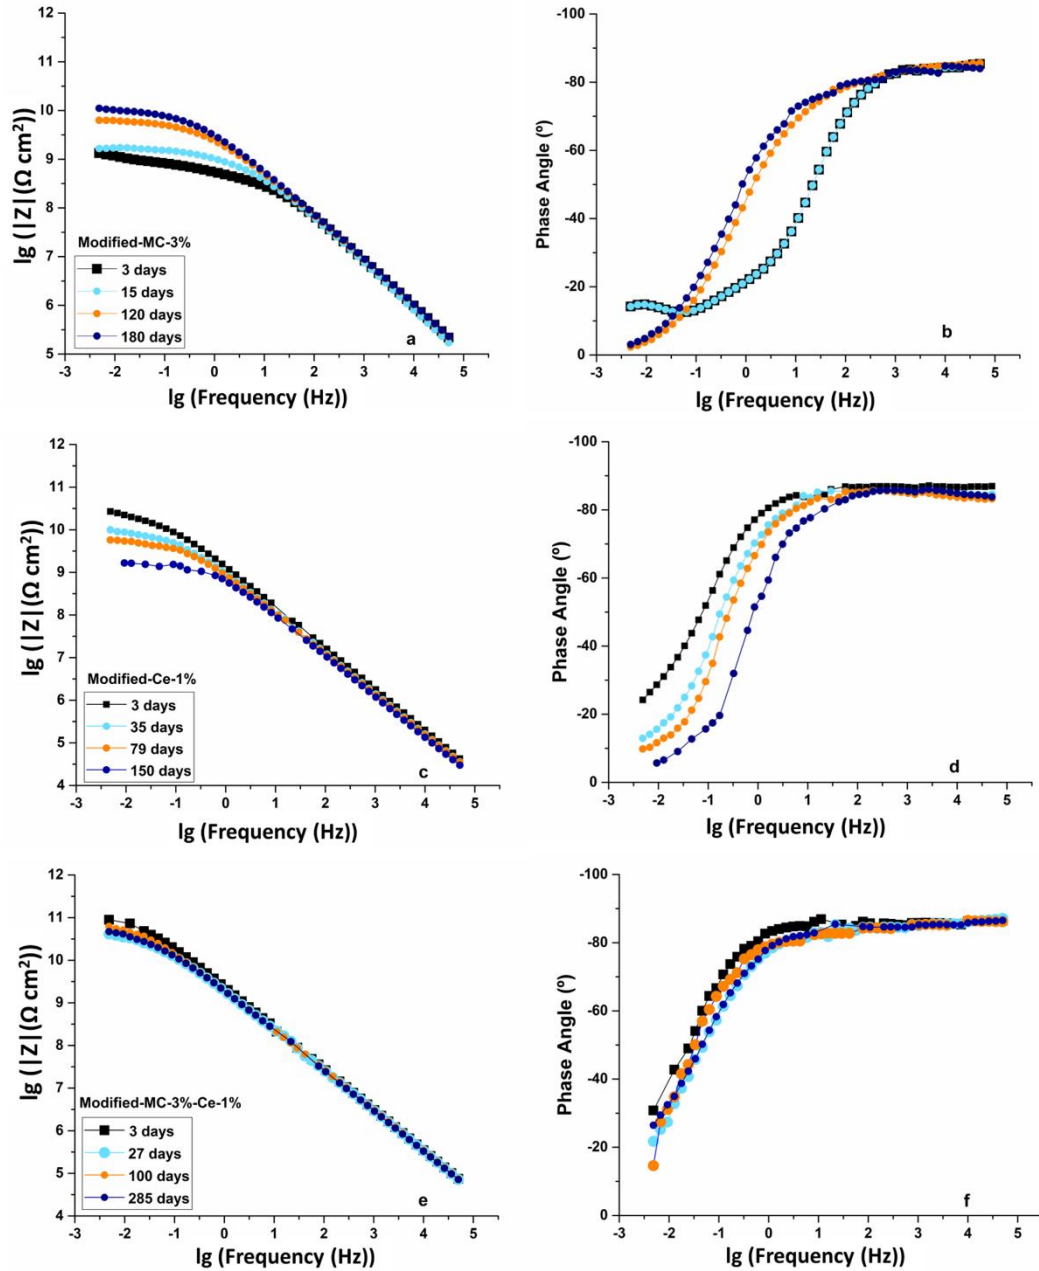 12
11
10
9
8
7
6
5
lg (|Z|(Ω cm2))
Modified-MC-3%
3 days
15 days
120 days
180 days
a
-3 -2 -1 0 1 2 3 4 5
lg (Frequency (Hz))
-100
-80
-60
-40
-20
0
Phase Angle (º)
b
-3 -2 -1 0 1 2 3 4 5
lg (Frequency (Hz))
12
11
10
9
8
7
6
5
4
lg (|Z|(Ω cm2))
Modified-Ce-1%
3 days
35 days
79 days
150 days
c
-3 -2 -1 0 1 2 3 4 5
lg (Frequency (Hz))
-100
-80
-60
-40
-20
0
Phase Angle (º)
d
-3 -2 -1 0 1 2 3 4 5
lg (Frequency (Hz))
12
11
10
9
8
7
6
5
4
lg (|Z|(Ω cm2))
Modified-MC-3%-Ce-1%
3 days
27 days
100 days
285 days
e
-3 -2 -1 0 1 2 3 4 5
lg (Frequency (Hz))
-100
-80
-60
-40
-20
0
Phase Angle (º)
f
-3 -2 -1 0 1 2 3 4 5
lg (Frequency (Hz))